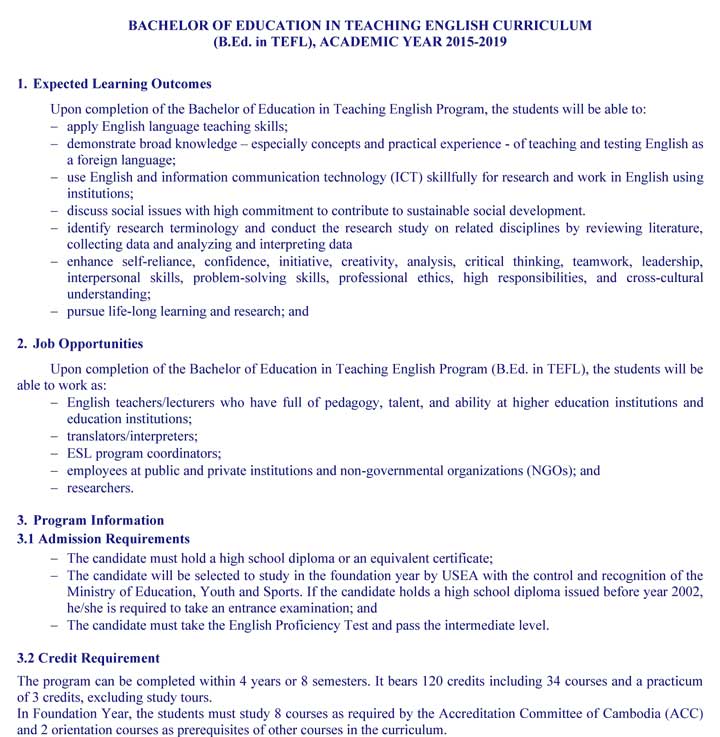 BACHELOR OF EDUCATION IN TEACHING ENGLISH CURRICULUM
(B.Ed. in TEFL), ACADEMIC YEAR 2015-2019
1. Expected Learning Outcomes
Upon completion of the Bachelor of Education in Teaching English Program, the students will be able to:
– apply English language teaching skills;
– demonstrate broad knowledge – especially concepts and practical experience - of teaching and testing English as
a foreign language;
– use English and information communication technology (ICT) skillfully for research and work in English using
institutions;
– discuss social issues with high commitment to contribute to sustainable social development.
– identify research terminology and conduct the research study on related disciplines by reviewing literature,
collecting data and analyzing and interpreting data
– enhance self-reliance, confidence, initiative, creativity, analysis, critical thinking, teamwork, leadership,
interpersonal skills, problem-solving skills, professional ethics, high responsibilities, and cross-cultural
understanding;
– pursue life-long learning and research; and
2. Job Opportunities
Upon completion of the Bachelor of Education in Teaching English Program (B.Ed. in TEFL), the students will be
able to work as:
– English teachers/lecturers who have full of pedagogy, talent, and ability at higher education institutions and
education institutions;
– translators/interpreters;
– ESL program coordinators;
– employees at public and private institutions and non-governmental organizations (NGOs); and
– researchers.
3. Program Information
3.1 Admission Requirements
– The candidate must hold a high school diploma or an equivalent certificate;
– The candidate will be selected to study in the foundation year by USEA with the control and recognition of the
Ministry of Education, Youth and Sports. If the candidate holds a high school diploma issued before year 2002,
he/she is required to take an entrance examination; and
– The candidate must take the English Proficiency Test and pass the intermediate level.
3.2 Credit Requirement
The program can be completed within 4 years or 8 semesters. It bears 120 credits including 34 courses and a practicum
of 3 credits, excluding study tours.
In Foundation Year, the students must study 8 courses as required by the Accreditation Committee of Cambodia (ACC)
and 2 orientation courses as prerequisites of other courses in the curriculum.